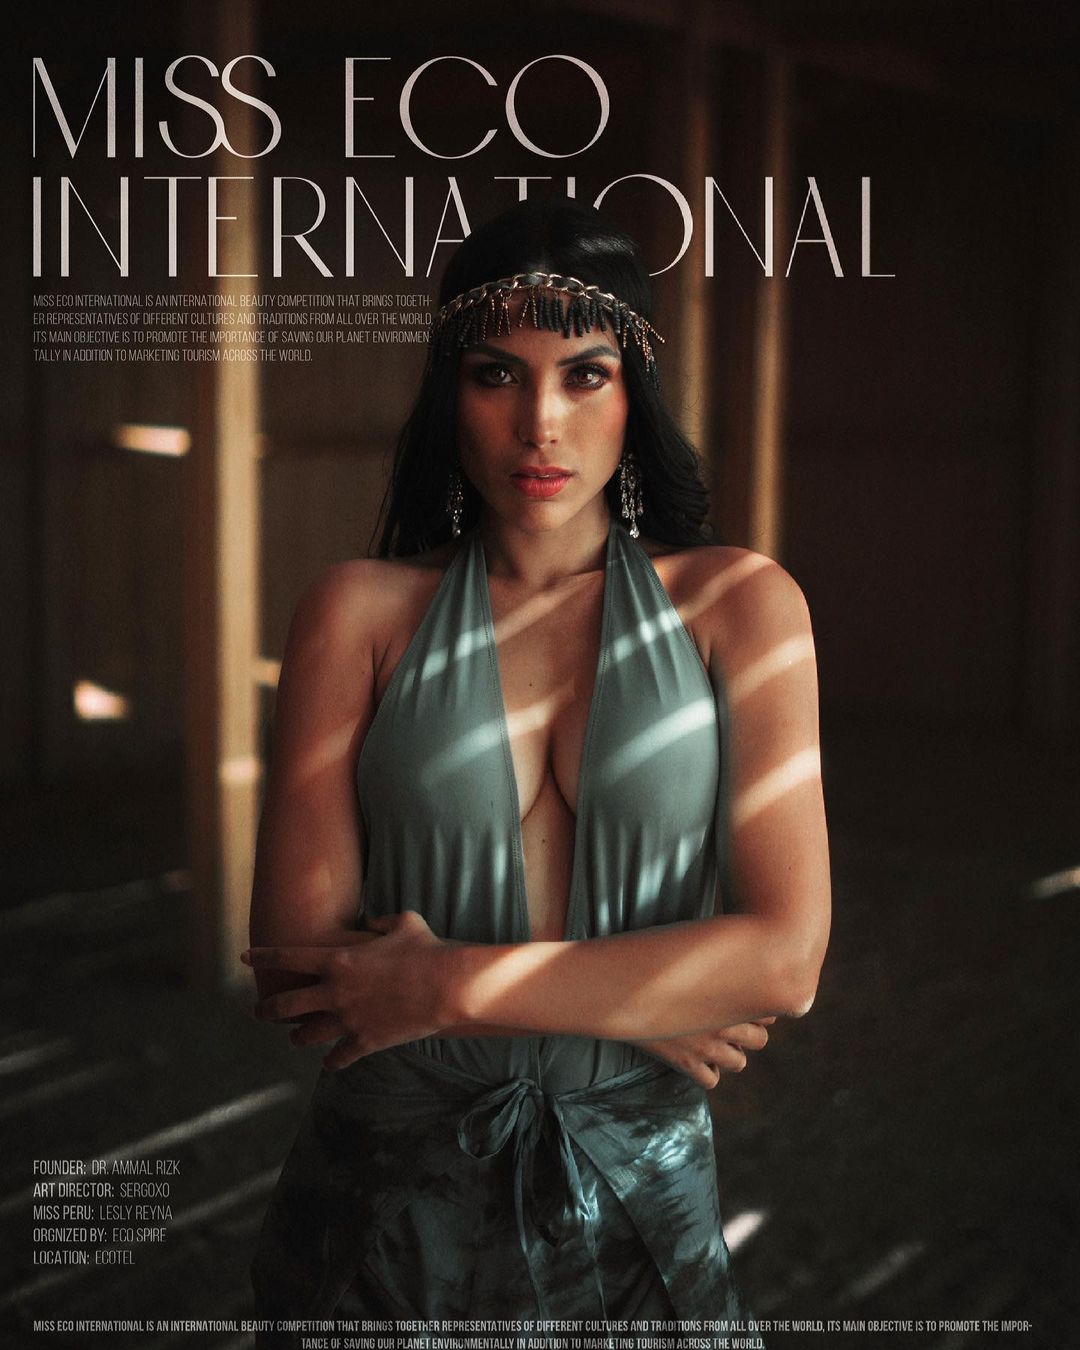 MISS ECO
INTERNATIONAL
MISS ECO INTERNATIONAL IS AN INTERNATIONAL BEAUTY COMPETITION THAT BRINGS TOGETH-
ER REPRESENTATIVES OF DIFFERENT CULTURES AND TRADITIONS FROM ALL OVER THE WORLD,
ITS MAIN OBJECTIVE IS TO PROMOTE THE IMPORTANCE OF SAVING OUR PLANET ENVIRONMEN-
TALLY IN ADDITION TO MARKETING TOURISM ACROSS THE WORLD.
FOUNDER: DR. AMMAL RIZK
ART DIRECTOR: SERGOXO
MISS PERU: LESLY REYNA
ORGNIZED BY: ECO SPIRE
LOCATION: ECOTEL
MISS ECO INTERNATIONAL IS AN INTERNATIONAL BEAUTY COMPETITION THAT BRINGS TOGETHER REPRESENTATIVES OF DIFFERENT CULTURES AND TRADITIONS FROM ALL OVER THE WORLD, ITS MAIN OBJECTIVE IS TO PROMOTE THE IMPOR-
TANCE OF SAVING OUR PLANET ENVIRONMENTALLY IN ADDITION TO MARKETING TOURISM ACROSS THE WORLD.